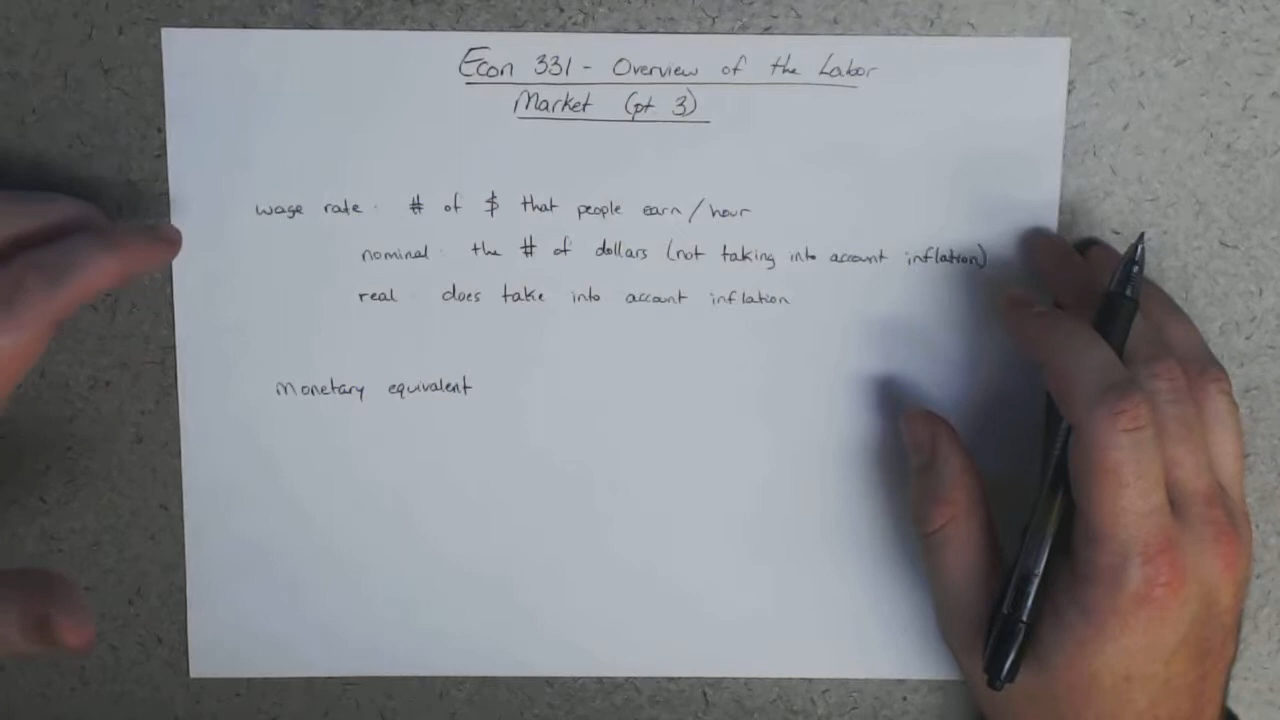 Econ 331 - Overview of the Labor
Market (pt 3)
wage rate: # of $ that people earn/hour
nominal: the # of dollars (not taking into account inflation)
real: does take into account inflation
Monetary equivalent